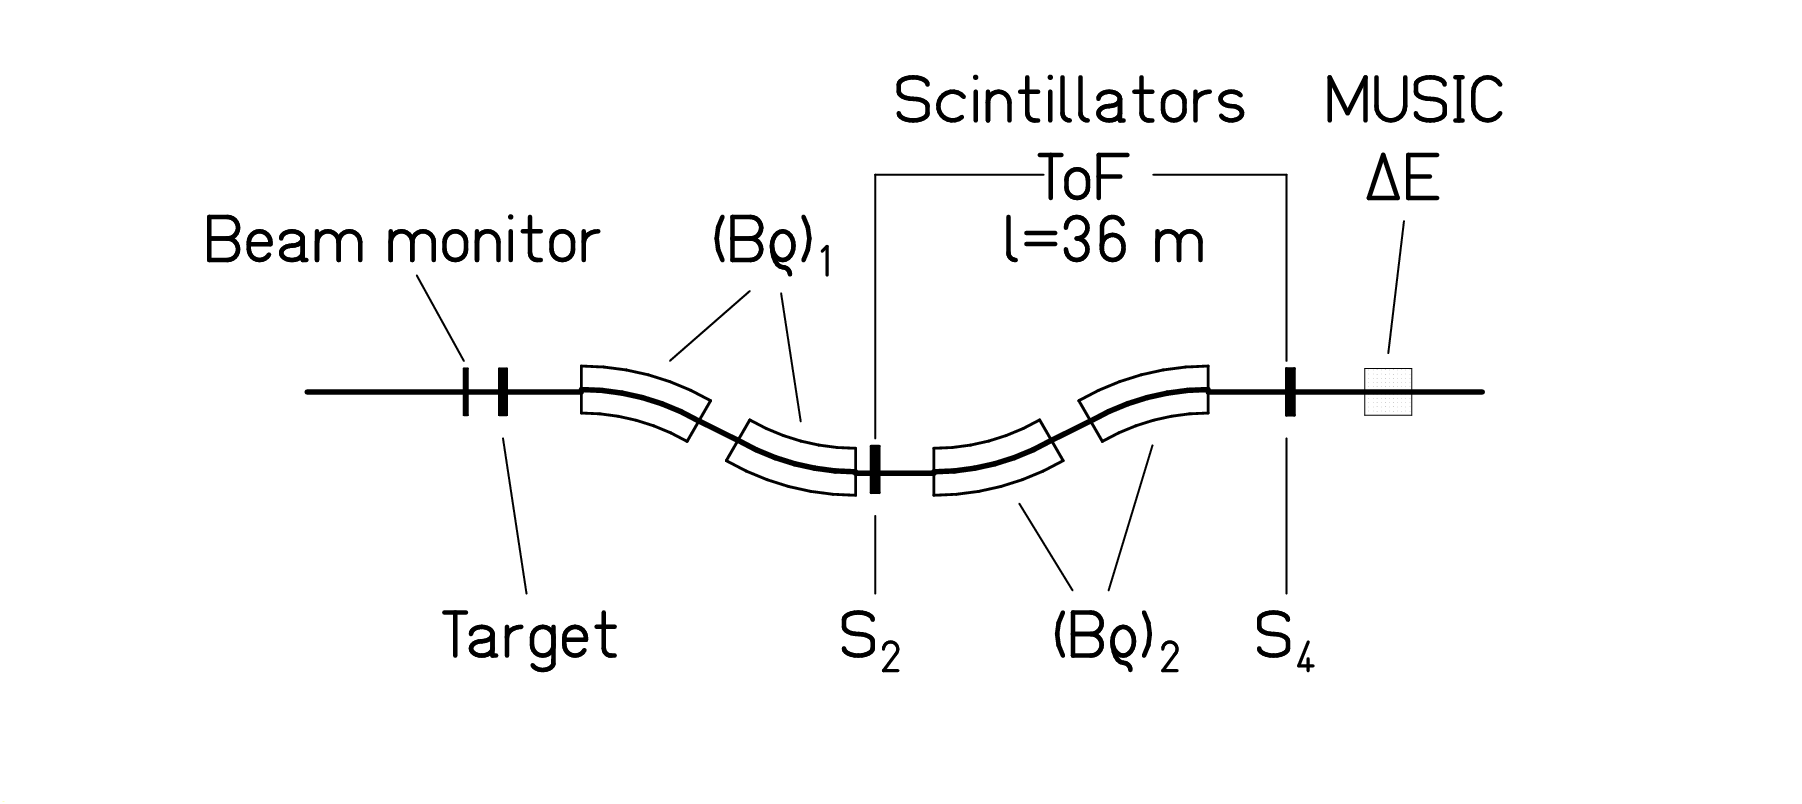 Scintillators MUSIC
ToF ΔE
l=36 m
Beam monitor (Bϱ)₁
Target S₂ (Bϱ)₂ S₄